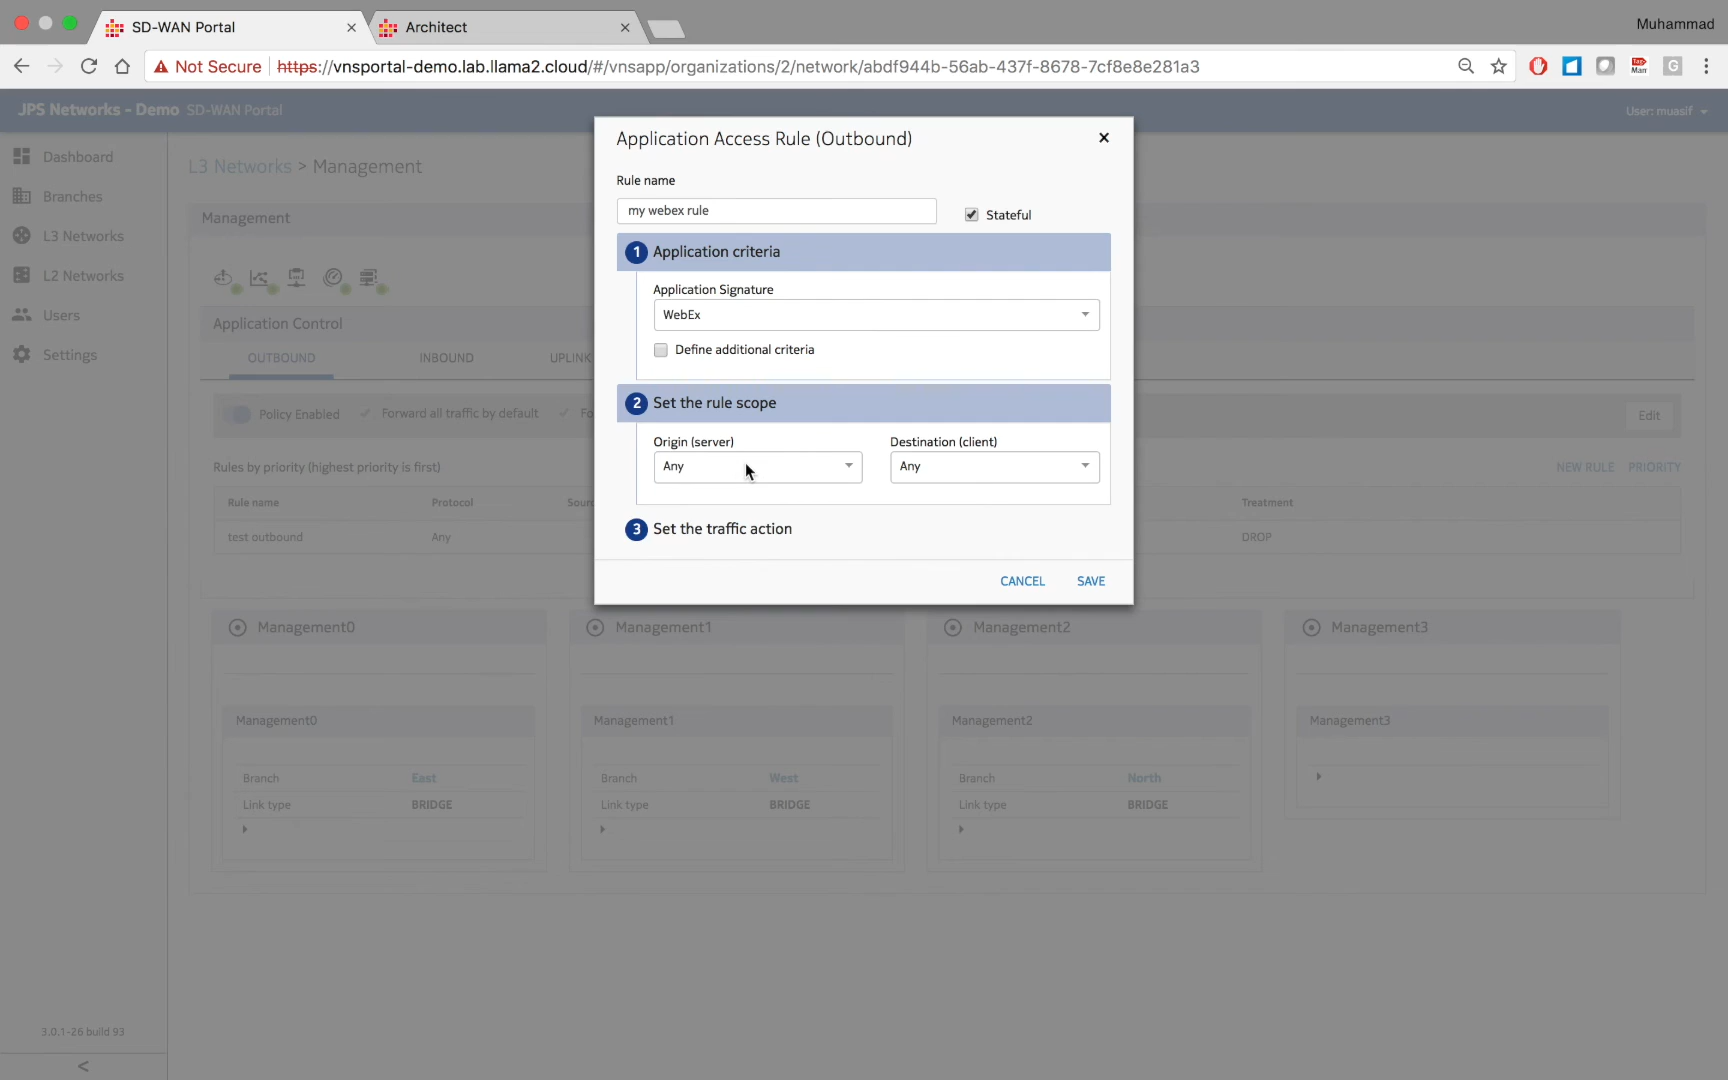 SD-WAN Portal
Architect
Muhammad
Not Secure https://vnsportal-demo.lab.llama2.cloud/#/vnsapp/organizations/2/network/abdf944b-56ab-437f-8678-7cf8e8e281a3
Tag
Man
G
JPS Networks - Demo SD-WAN Portal
User: muasif
Dashboard
Branches
L3 Networks
L2 Networks
Users
Settings
3.0.1-26 build 93
<
L3 Networks > Management
Management
Application Control
OUTBOUND INBOUND UPLINK
Policy Enabled Forward all traffic by default Fo
Edit
Rules by priority (highest priority is first)
NEW RULE PRIORITY
Rule name Protocol Sourc Treatment
test outbound Any DROP
Application Access Rule (Outbound)
Rule name
my webex rule
Stateful
1 Application criteria
Application Signature
WebEx
Define additional criteria
2 Set the rule scope
Origin (server) Destination (client)
Any Any
3 Set the traffic action
CANCEL SAVE
Management0
Management0
Branch East
Link type BRIDGE
Management1
Management1
Branch West
Link type BRIDGE
Management2
Management2
Branch North
Link type BRIDGE
Management3
Management3